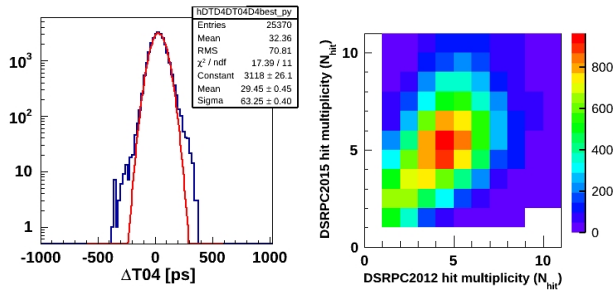 hDTD4DT04D4best_py
Entries 25370
Mean 32.36
RMS 70.81
χ² / ndf 17.39 / 11
Constant 3118 ± 26.1
Mean 29.45 ± 0.45
Sigma 63.25 ± 0.40
10³
10²
10
1
-1000 -500 0 500 1000
ΔT04 [ps]
DSRPC2015 hit multiplicity (N_hit)
10
5
0
0 5 10
DSRPC2012 hit multiplicity (N_hit)
800
600
400
200
0